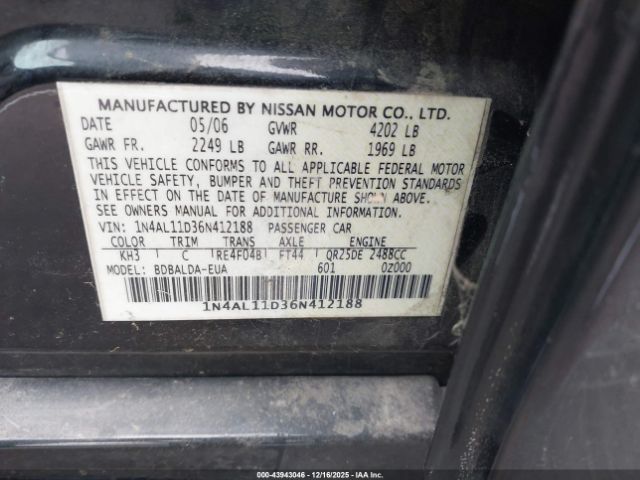 MANUFACTURED BY NISSAN MOTOR CO., LTD.
DATE 05/06 GVWR 4202 LB
GAWR FR. 2249 LB GAWR RR. 1969 LB
THIS VEHICLE CONFORMS TO ALL APPLICABLE FEDERAL MOTOR
VEHICLE SAFETY, BUMPER AND THEFT PREVENTION STANDARDS
IN EFFECT ON THE DATE OF MANUFACTURE SHOWN ABOVE.
SEE OWNERS MANUAL FOR ADDITIONAL INFORMATION.
VIN: 1N4AL11D36N412188 PASSENGER CAR
COLOR TRIM TRANS AXLE ENGINE
KH3 C RE4F04B FT44 QR25DE 2488CC
MODEL: BDBALDA-EUA 601 0Z000
1N4AL11D36N412188
000-43943046 - 12/16/2025 - Copyright IAA, Inc. All Rights Reserved